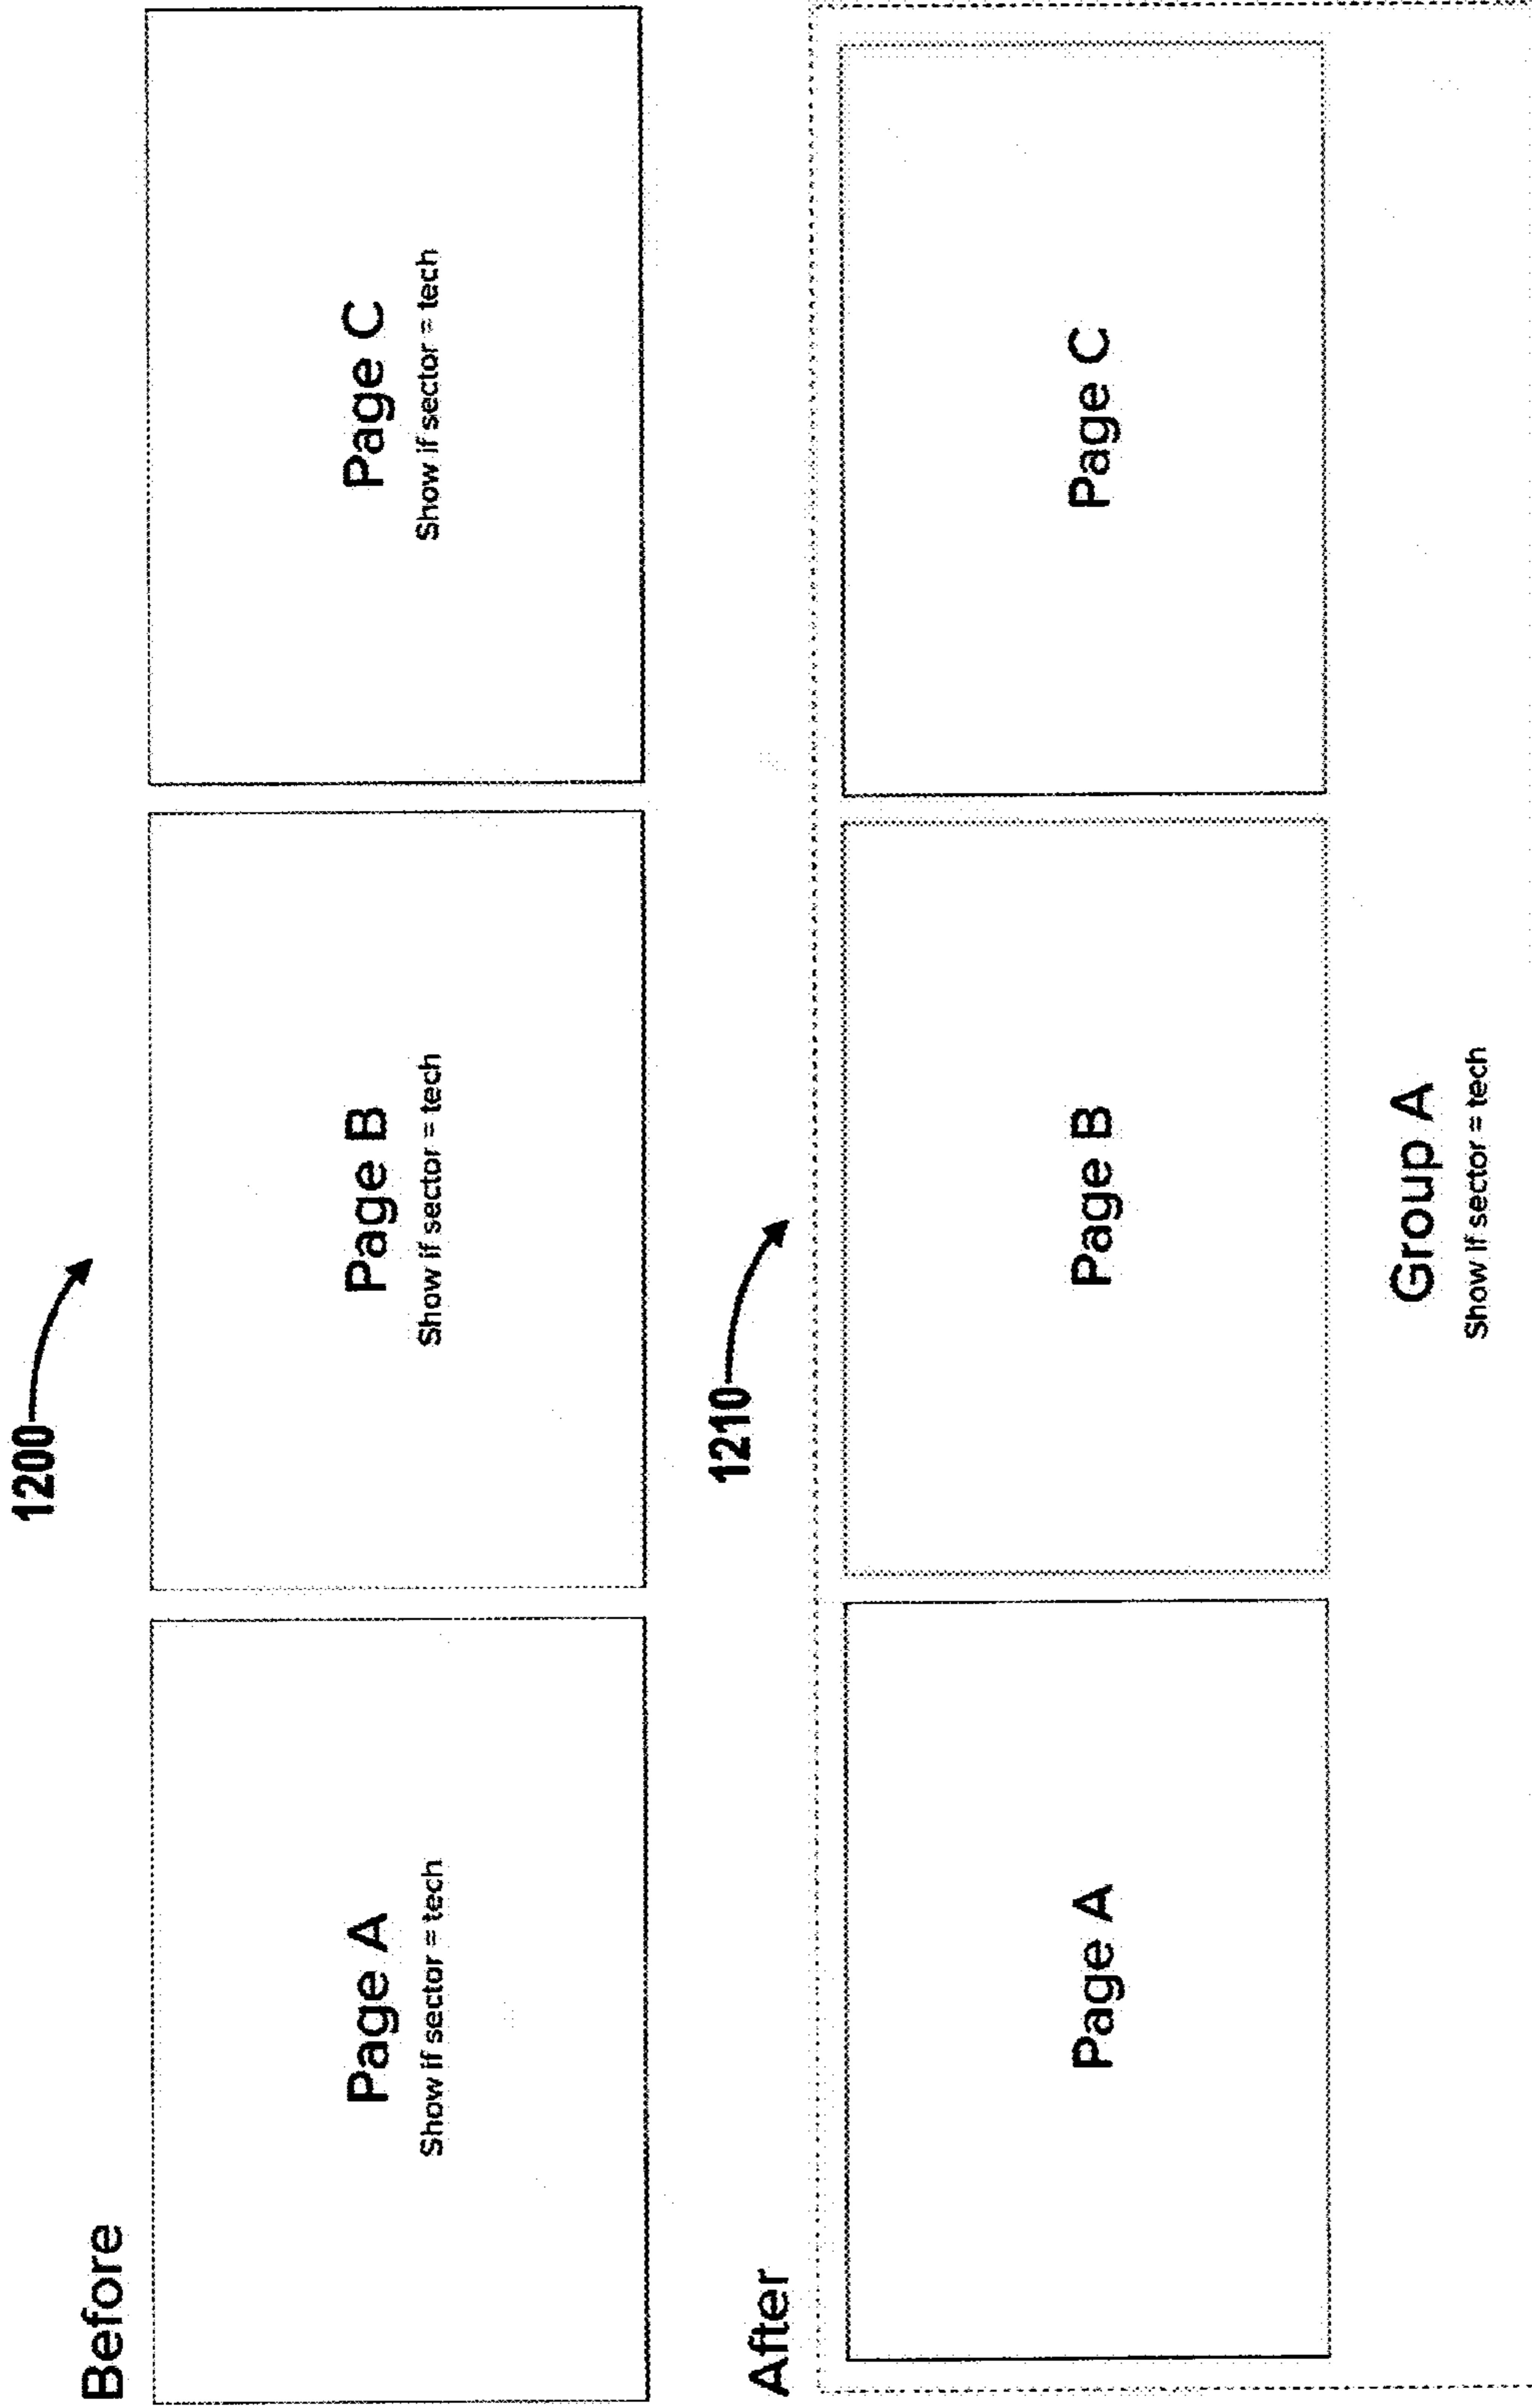 1200
Before
Page A
Show if sector = tech
Page B
Show if sector = tech
Page C
Show if sector = tech
1210
After
Page A
Page B
Page C
Group A
Show if sector = tech